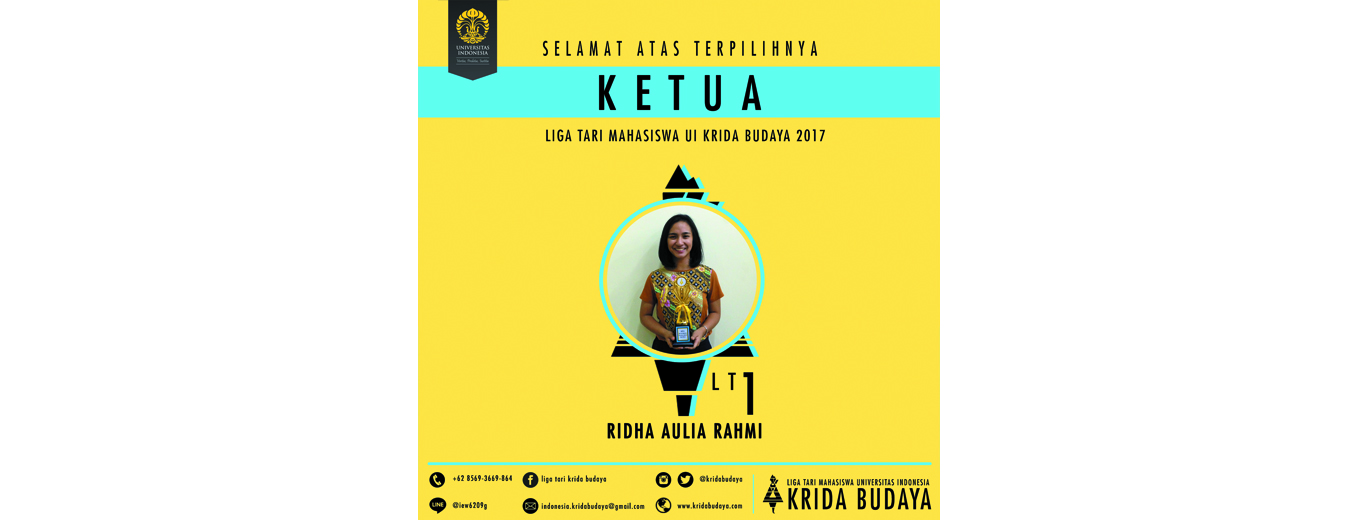 UNIVERSITAS
INDONESIA
SELAMAT ATAS TERPILIHNYA
KETUA
LIGA TARI MAHASISWA UI KRIDA BUDAYA 2017
LT1
RIDHA AULIA RAHMI
+62 8569-3669-864
liga tari krida budaya
@kridabudaya
LINE
@iew6209g
indonesia.kridabudaya@gmail.com
www.kridabudaya.com
LIGA TARI MAHASISWA UNIVERSITAS INDONESIA
KRIDA BUDAYA